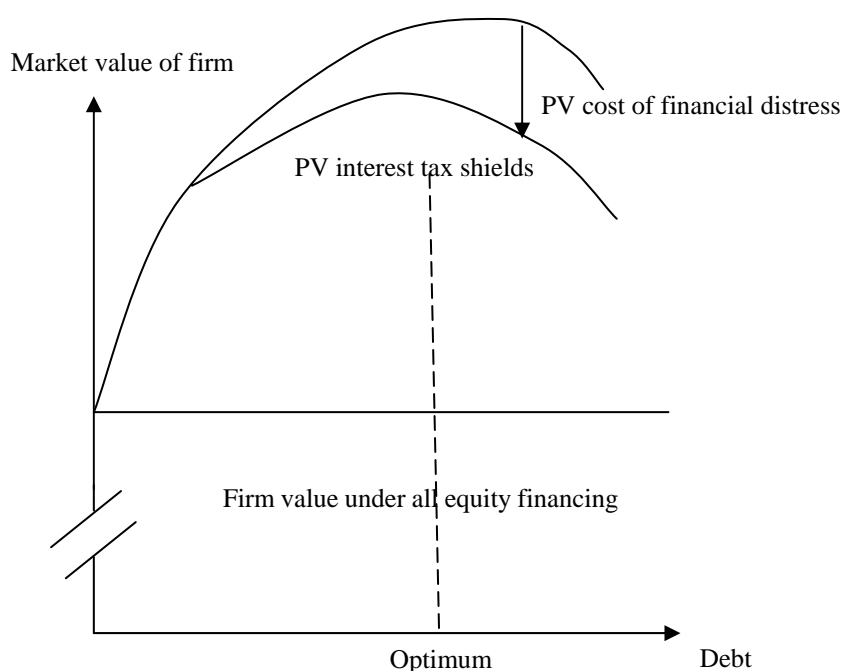 Market value of firm
PV cost of financial distress
PV interest tax shields
Firm value under all equity financing
Optimum
Debt